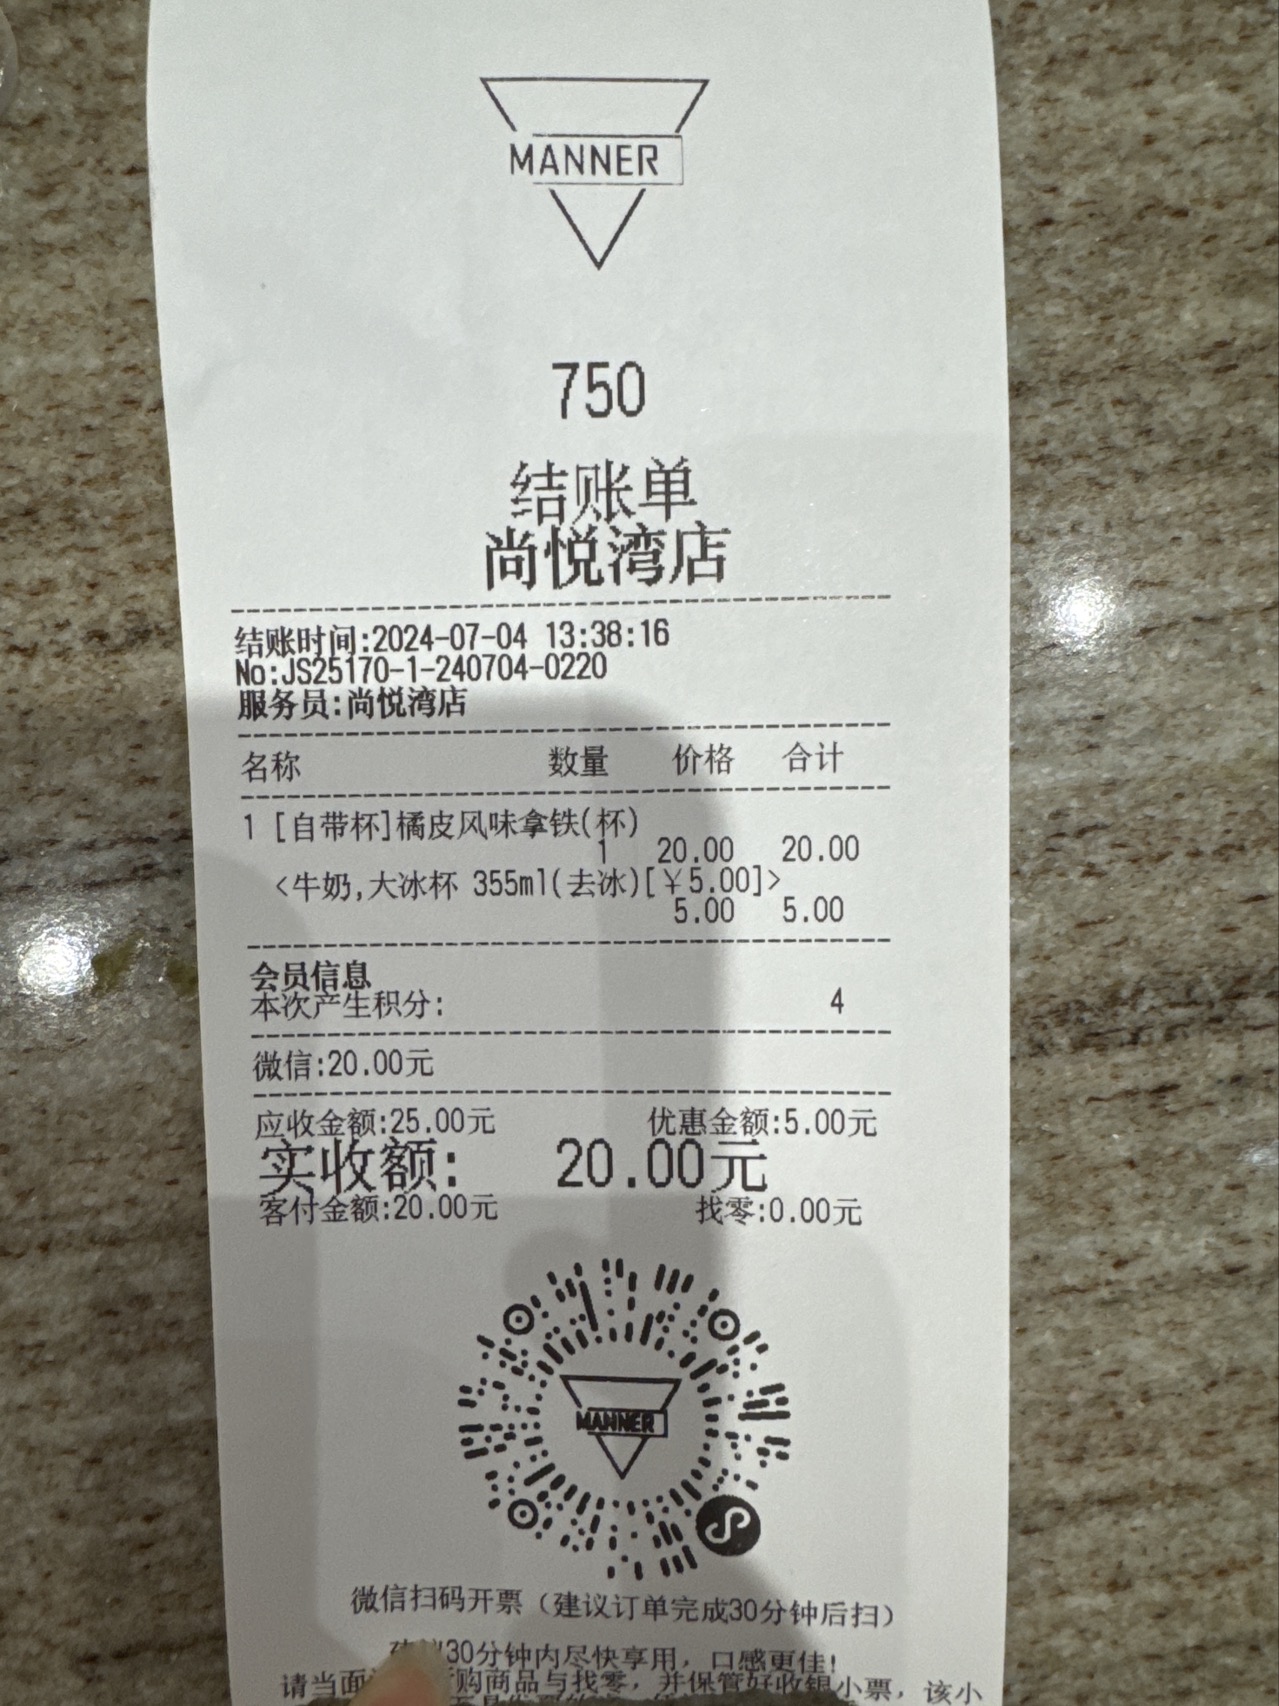 MANNER
750
结账单
尚悦湾店
结账时间:2024-07-04 13:38:16
No:JS25170-1-240704-0220
服务员:尚悦湾店
名称 数量 价格 合计
1 [自带杯]橘皮风味拿铁(杯)
1 20.00 20.00
<牛奶,大冰杯 355ml(去冰)[￥5.00]>
5.00 5.00
会员信息
本次产生积分: 4
微信:20.00元
应收金额:25.00元 优惠金额:5.00元
实收额: 20.00元
客付金额:20.00元 找零:0.00元
MANNER
微信扫码开票（建议订单完成30分钟后扫）
30分钟内尽快享用，口感更佳!
请当面 购商品与找零，并保管好收银小票，该小